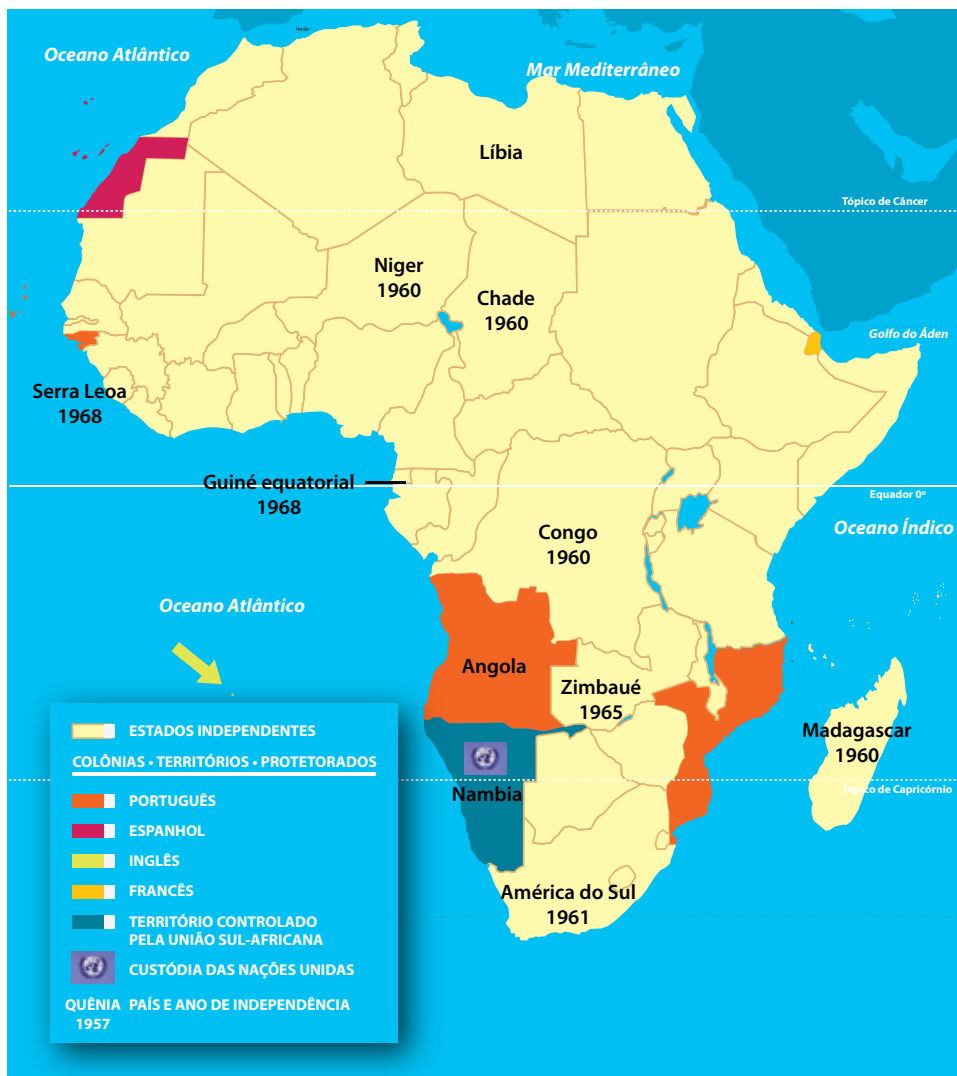 Oceano Atlântico
Mar Mediterrâneo
Líbia
Tópico de Câncer
Niger
1960
Chade
1960
Golfo do Áden
Serra Leoa
1968
Guiné equatorial
1968
Equador 0º
Congo
1960
Oceano Índico
Oceano Atlântico
Angola
Zimbaué
1965
Madagascar
1960
Nambia
Tópico de Capricórnio
América do Sul
1961
ESTADOS INDEPENDENTES
COLÔNIAS • TERRITÓRIOS • PROTETORADOS
PORTUGUÊS
ESPANHOL
INGLÊS
FRANCÊS
TERRITÓRIO CONTROLADO
PELA UNIÃO SUL-AFRICANA
CUSTÓDIA DAS NAÇÕES UNIDAS
QUÊNIA PAÍS E ANO DE INDEPENDÊNCIA
1957